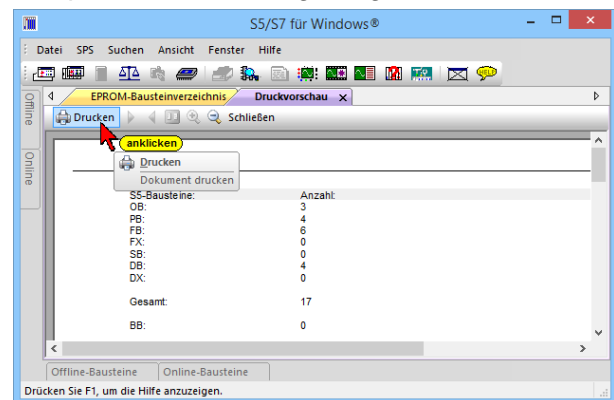 S5/S7 für Windows®
Datei SPS Suchen Ansicht Fenster Hilfe
EPROM-Bausteinverzeichnis Druckvorschau x
Offline
Drucken Schließen
anklicken
Drucken
Dokument drucken
Online
S5-Bausteine: Anzahl:
OB: 3
PB: 4
FB: 6
FX: 0
SB: 0
DB: 4
DX: 0
Gesamt: 17
BB: 0
Offline-Bausteine Online-Bausteine
Drücken Sie F1, um die Hilfe anzuzeigen.